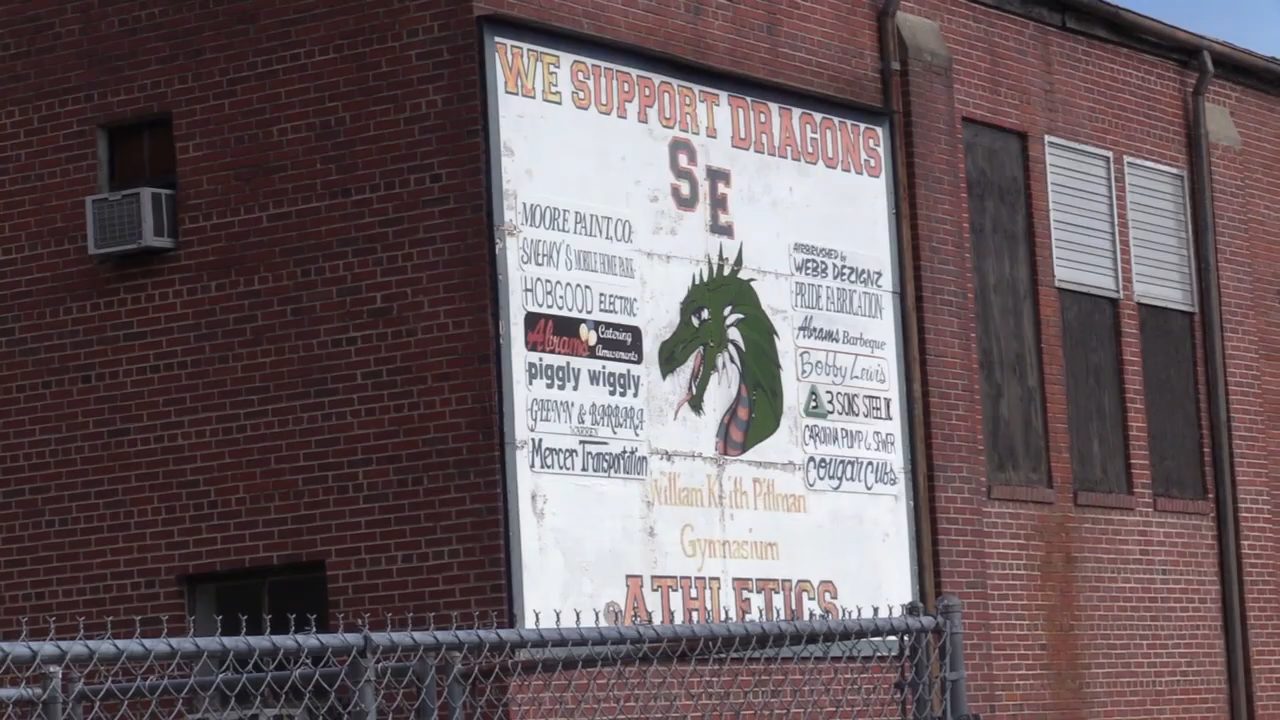 WE SUPPORT DRAGONS
SE
MOORE PAINT, CO.
SNEAKY'S MOBILE HOME PARK
HOBGOOD ELECTRIC
Abrams Catering Amusements
piggly wiggly
GLENN & BARBARA
WARREN
Mercer Transportation
AIRBRUSHED by
WEBB DEZIGNZ
PRIDE FABRICATION
Abrams Barbeque
Bobby Lewis
3 3 SONS STEEL
CAROLINA PUMP & SEWER
Cougar Cubs
William Keith Pittman
Gymnasium
ATHLETICS